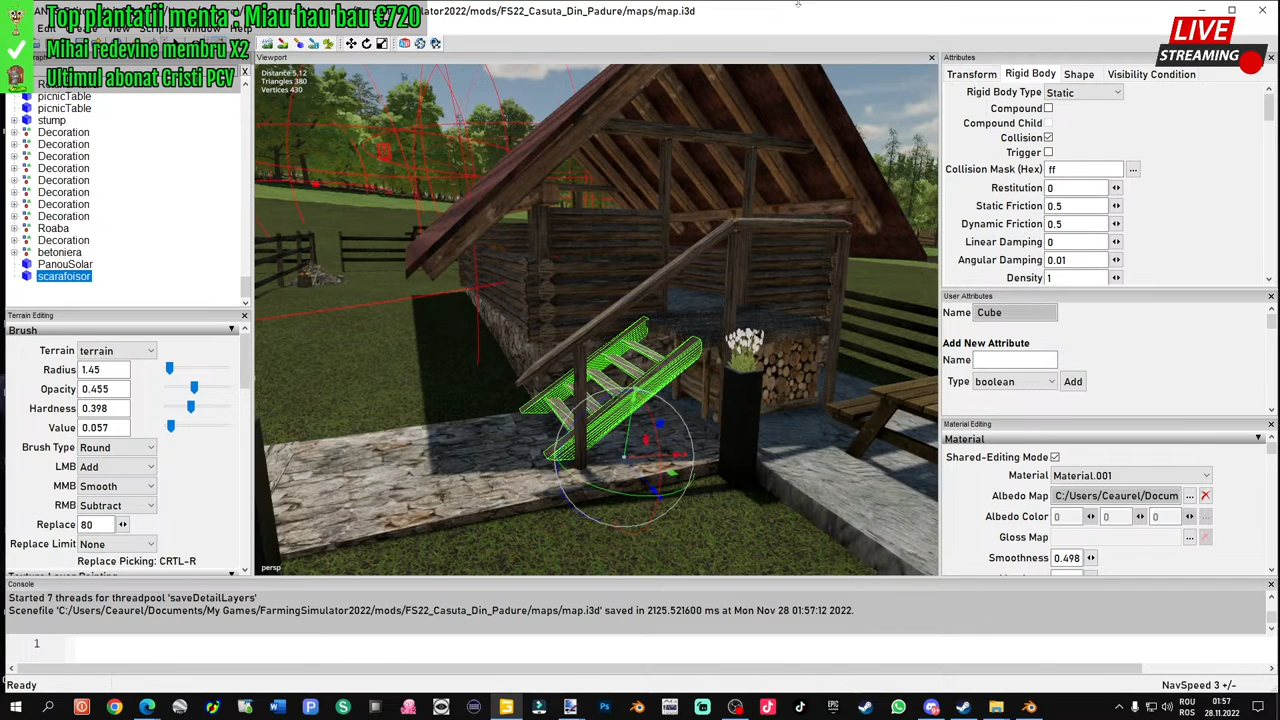 Top plantatii menta : Miau hau bau €720
Mihai redevine membru X2
Ultimul abonat Cristi PCV
LIVE
STREAMING
torSimulator2022/mods/FS22_Casuta_Din_Padure/maps/map.i3d
Scripts Window Help
Viewport
Distance 5.12
Triangles 380
Vertices 430
persp
picnicTable
picnicTable
stump
Decoration
Decoration
Decoration
Decoration
Decoration
Decoration
Decoration
Decoration
Roaba
Decoration
betoniera
PanouSolar
scarafoisor
Terrain Editing
Brush
Terrain terrain
Radius 1.45
Opacity 0.455
Hardness 0.398
Value 0.057
Brush Type Round
LMB Add
MMB Smooth
RMB Subtract
Replace 80
Replace Limit None
Replace Picking: CRTL-R
Texture Layer Painting
Attributes
Transform Rigid Body Shape Visibility Condition
Rigid Body Type Static
Compound
Compound Child
Collision
Trigger
Collision Mask (Hex) ff ...
Restitution 0
Static Friction 0.5
Dynamic Friction 0.5
Linear Damping 0
Angular Damping 0.01
Density 1
User Attributes
Name Cube
Add New Attribute
Name
Type boolean Add
Material Editing
Material
Shared-Editing Mode
Material Material.001
Albedo Map C:/Users/Ceaurel/Docum ...
Albedo Color 0 0 0 ...
Gloss Map ...
Smoothness 0.498
Console
Started 7 threads for threadpool 'saveDetailLayers'
Scenefile 'C:/Users/Ceaurel/Documents/My Games/FarmingSimulator2022/mods/FS22_Casuta_Din_Padure/maps/map.i3d' saved in 2125.521600 ms at Mon Nov 28 01:57:12 2022.
1
Ready
NavSpeed 3 +/-
ROU
ROS
01:57
28.11.2022